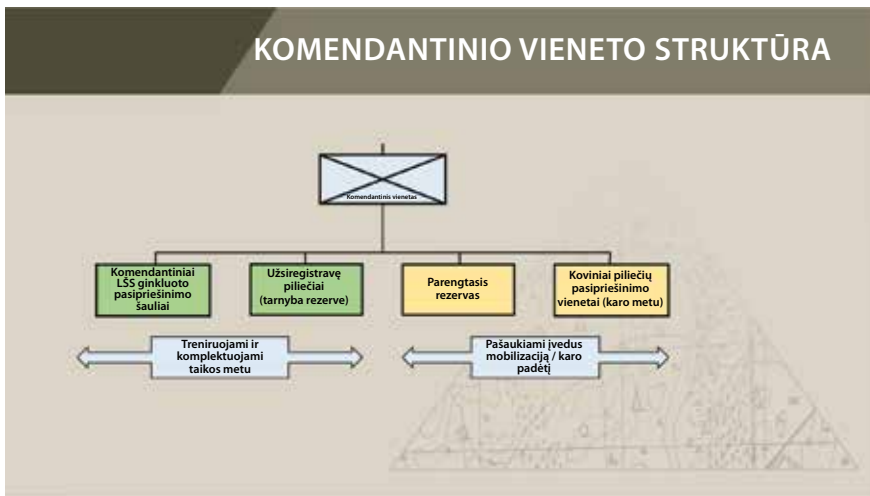 KOMENDANTINIO VIENETO STRUKTŪRA
Komendantinis vienetas
Komendantiniai
LŠS ginkluoto
pasipriešinimo
šauliai
Užsiregistravę
piliečiai
(tarnyba rezerve)
Parengtasis
rezervas
Koviniai piliečių
pasipriešinimo
vienetai (karo metu)
Treniruojami ir
komplektuojami
taikos metu
Pašaukiami įvedus
mobilizaciją / karo
padėtį